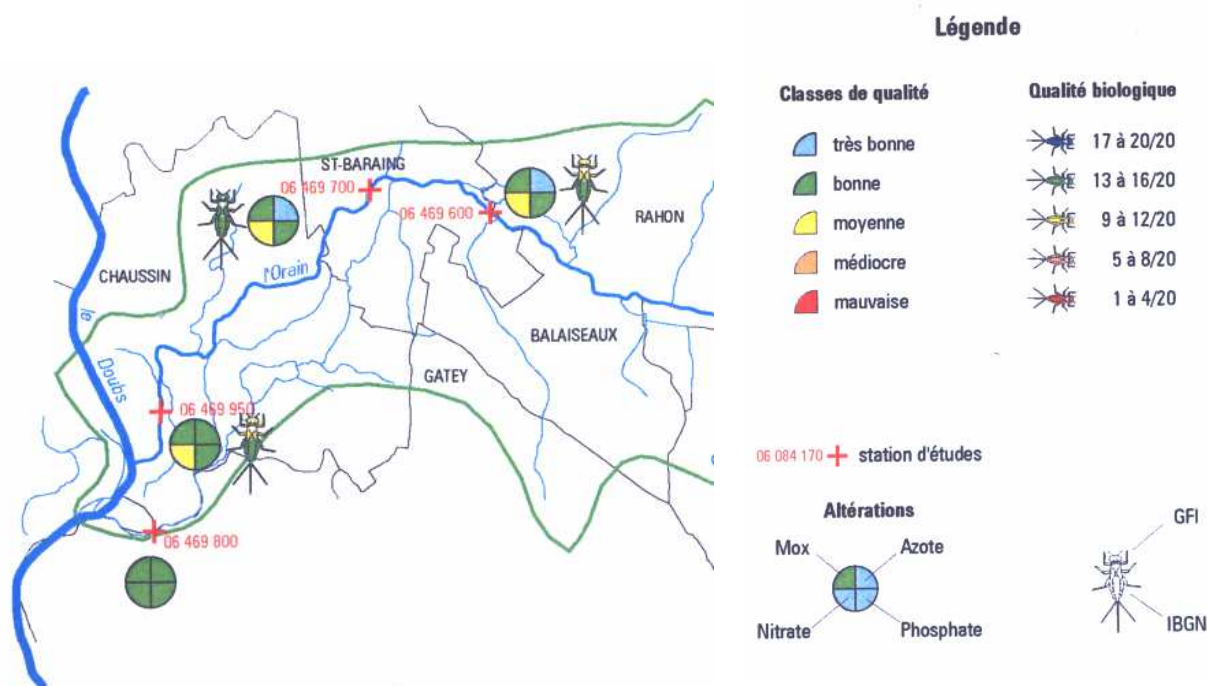 ST-BARAING
06 469 700
06 469 600
RAHON
CHAUSSIN
l'Orain
le
Doubs
BALAISEAUX
GATEY
06 469 950
06 469 800
Légende
Classes de qualité
Qualité biologique
très bonne
17 à 20/20
bonne
13 à 16/20
moyenne
9 à 12/20
médiocre
5 à 8/20
mauvaise
1 à 4/20
06 084 170
station d'études
Altérations
Mox
Azote
Nitrate
Phosphate
GFI
IBGN